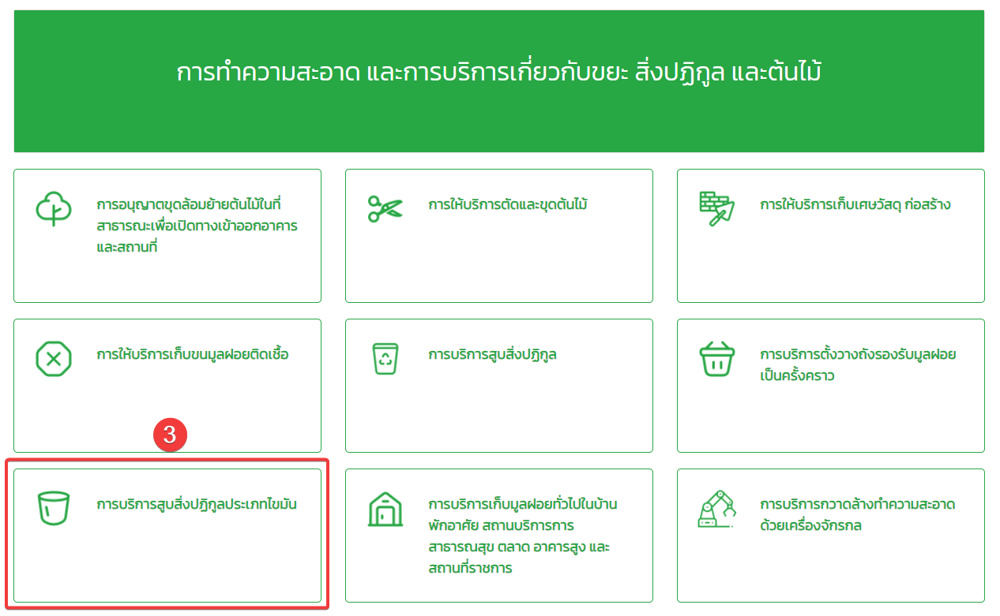 การทำความสะอาด และการบริการเกี่ยวกับขยะ สิ่งปฏิกูล และต้นไม้
การอนุญาตขุดล้อมย้ายต้นไม้ในที่
สาธารณะเพื่อเปิดทางเข้าออกอาคาร
และสถานที่
การให้บริการตัดและขุดต้นไม้
การให้บริการเก็บเศษวัสดุ ก่อสร้าง
การให้บริการเก็บขนมูลฝอยติดเชื้อ
การบริการสูบสิ่งปฏิกูล
การบริการตั้งวางถังรองรับมูลฝอย
เป็นครั้งคราว
3
การบริการสูบสิ่งปฏิกูลประเภทไขมัน
การบริการเก็บมูลฝอยทั่วไปในบ้าน
พักอาศัย สถานบริการการ
สาธารณสุข ตลาด อาคารสูง และ
สถานที่ราชการ
การบริการกวาดล้างทำความสะอาด
ด้วยเครื่องจักรกล